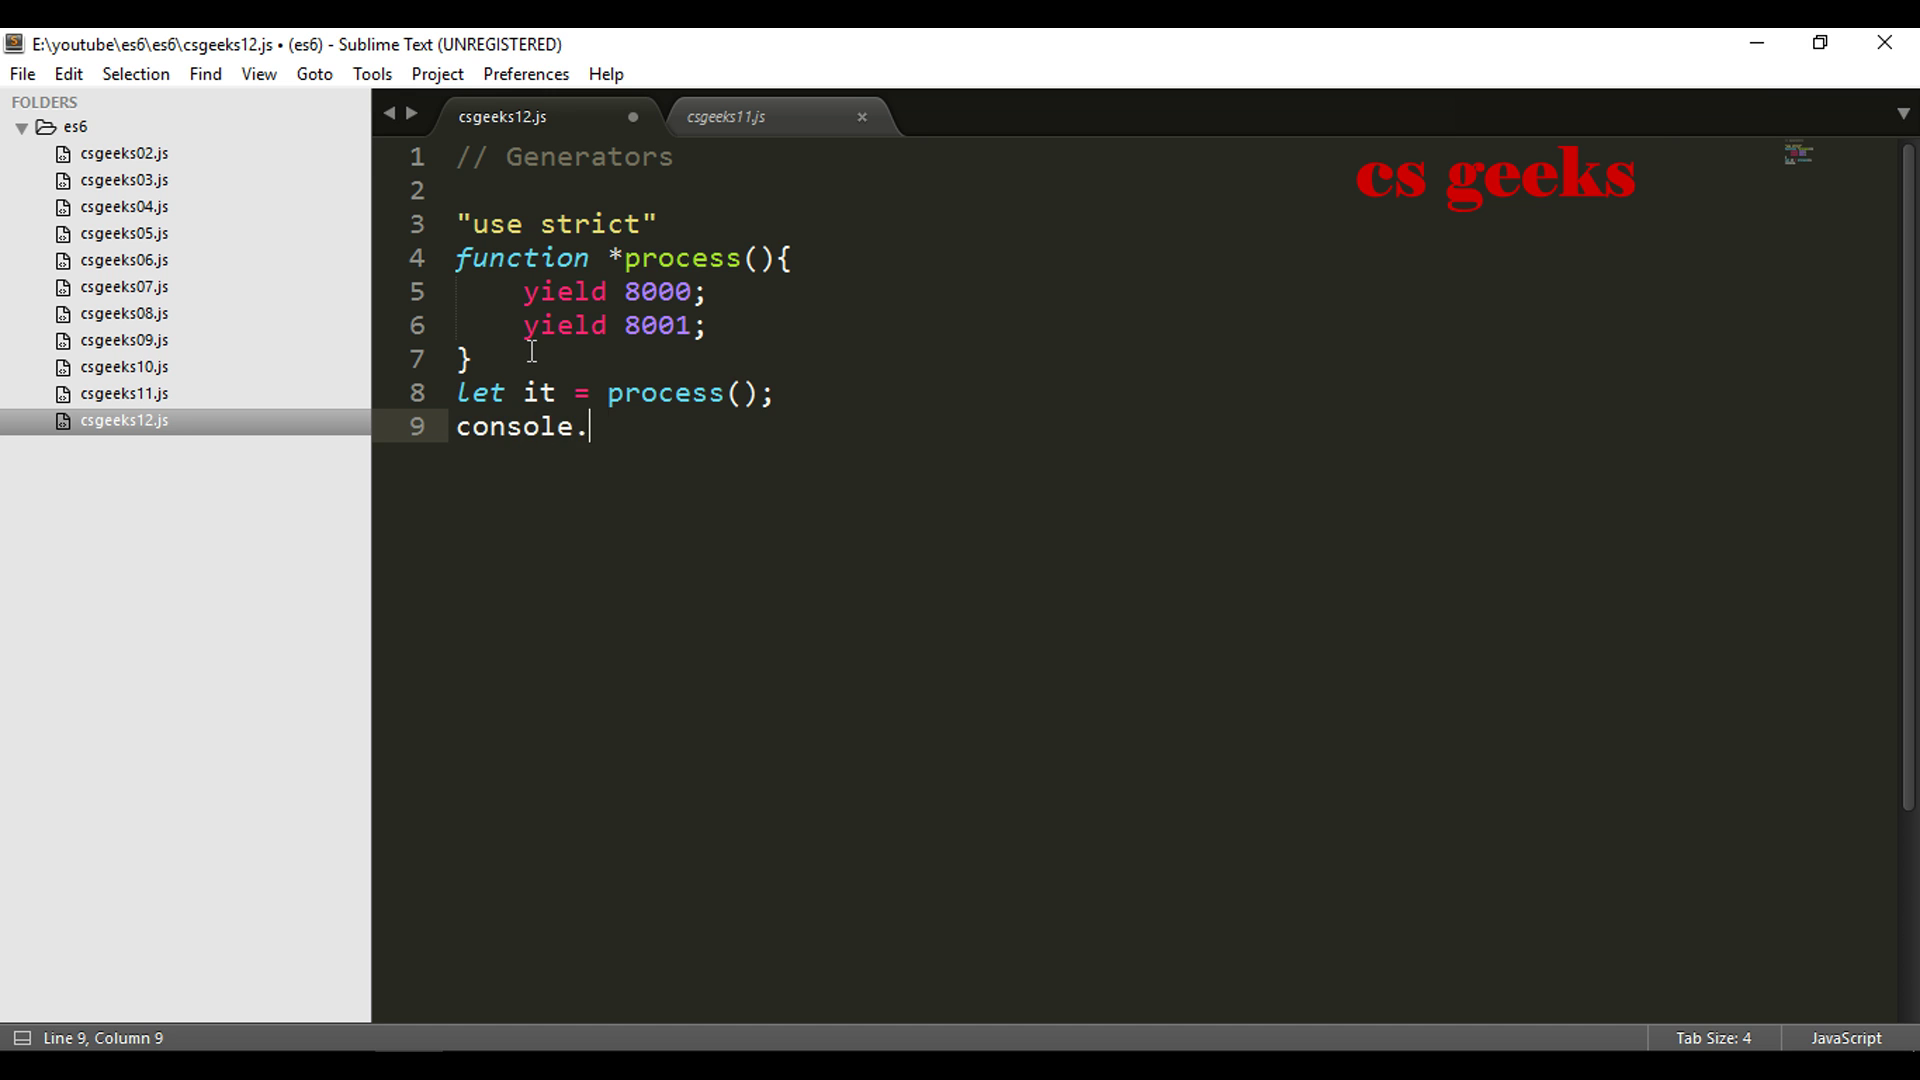 E:\youtube\es6\es6\csgeeks12.js • (es6) - Sublime Text (UNREGISTERED)
File Edit Selection Find View Goto Tools Project Preferences Help
FOLDERS
es6
csgeeks02.js
csgeeks03.js
csgeeks04.js
csgeeks05.js
csgeeks06.js
csgeeks07.js
csgeeks08.js
csgeeks09.js
csgeeks10.js
csgeeks11.js
csgeeks12.js
csgeeks12.js csgeeks11.js
cs geeks
1 // Generators
2
3 "use strict"
4 function *process(){
5     yield 8000;
6     yield 8001;
7 }
8 let it = process();
9 console.
Line 9, Column 9 Tab Size: 4 JavaScript